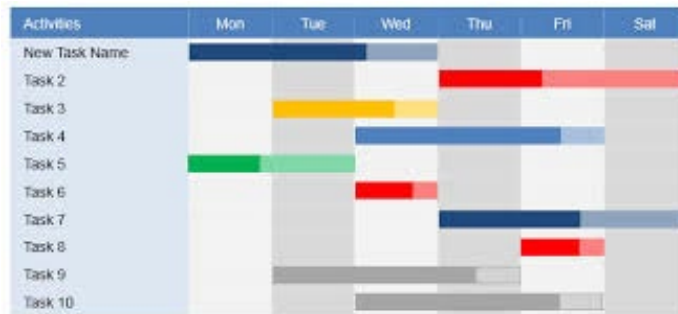 Activities Mon Tue Wed Thu Fri Sat
New Task Name
Task 2
Task 3
Task 4
Task 5
Task 6
Task 7
Task 8
Task 9
Task 10